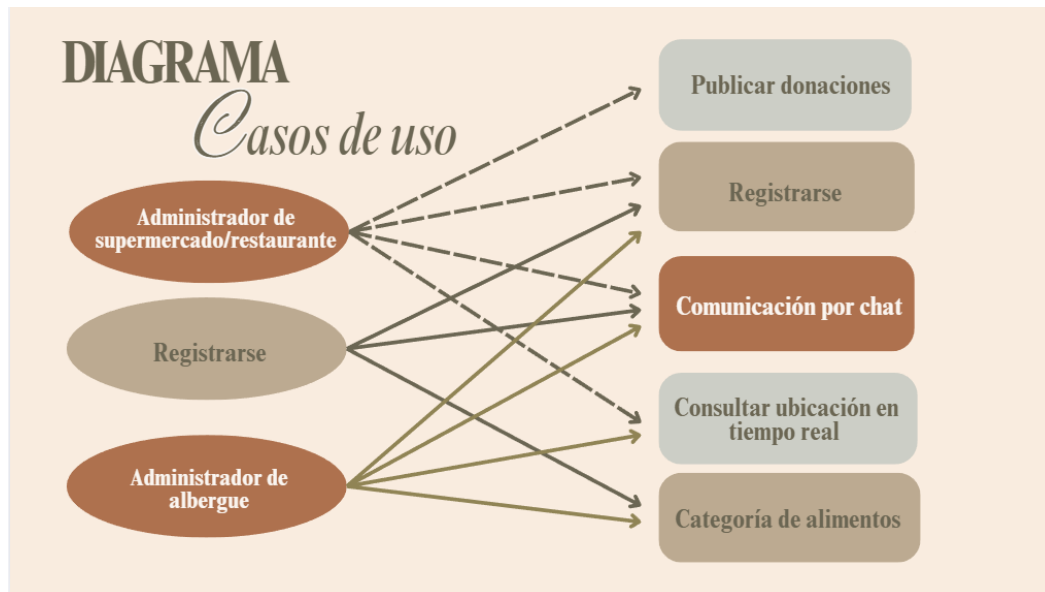 DIAGRAMA
Casos de uso
Administrador de
supermercado/restaurante
Registrarse
Administrador de
albergue
Publicar donaciones
Registrarse
Comunicación por chat
Consultar ubicación en
tiempo real
Categoría de alimentos